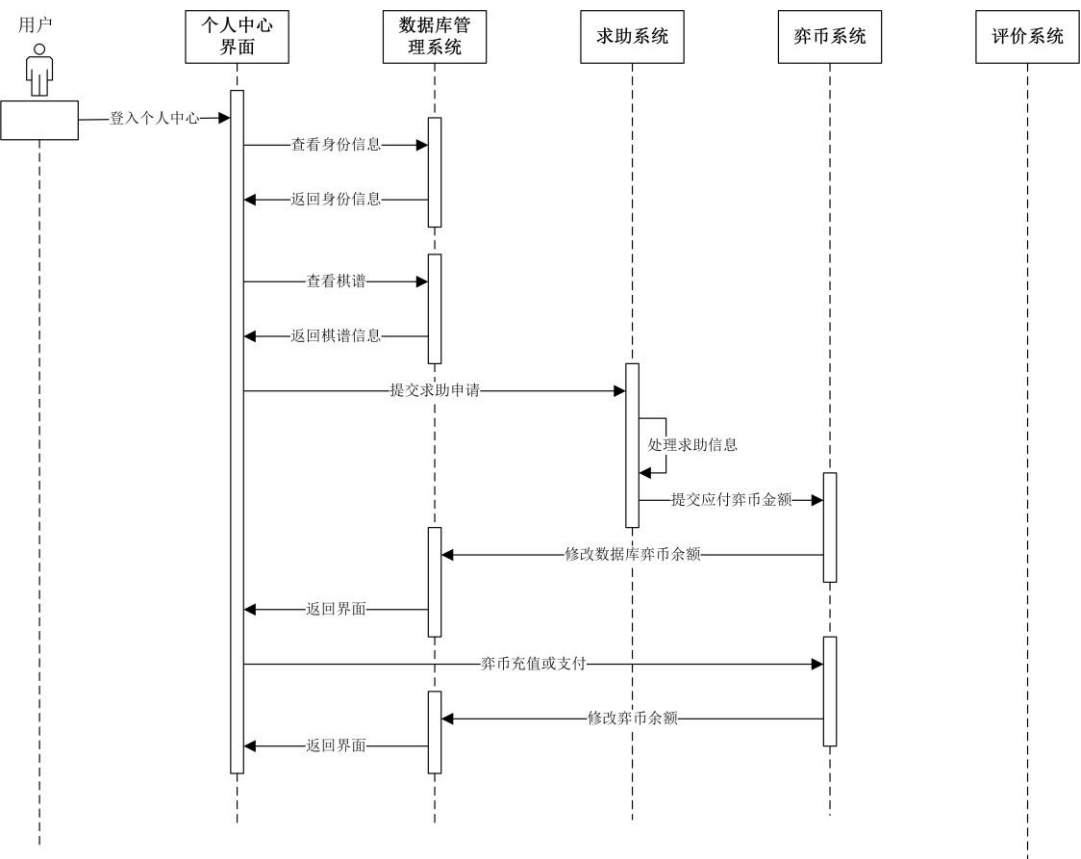 用户
个人中心
界面
数据库管
理系统
求助系统
弈币系统
评价系统
登入个人中心
查看身份信息
返回身份信息
查看棋谱
返回棋谱信息
提交求助申请
处理求助信息
提交应付弈币金额
修改数据库弈币余额
返回界面
弈币充值或支付
修改弈币余额
返回界面